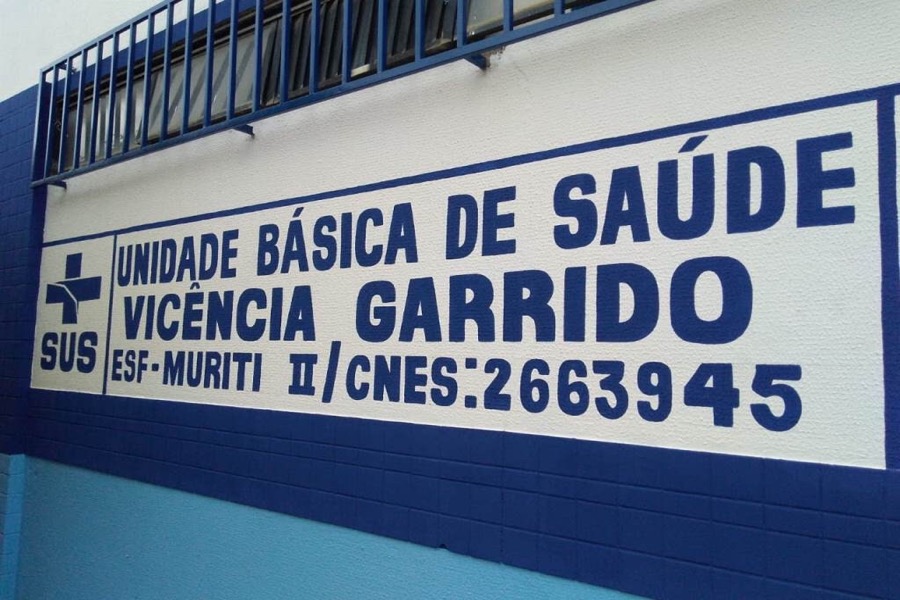 SUS
UNIDADE BÁSICA DE SAÚDE
VICÊNCIA GARRIDO
ESF-MURITI II/CNES:2663945